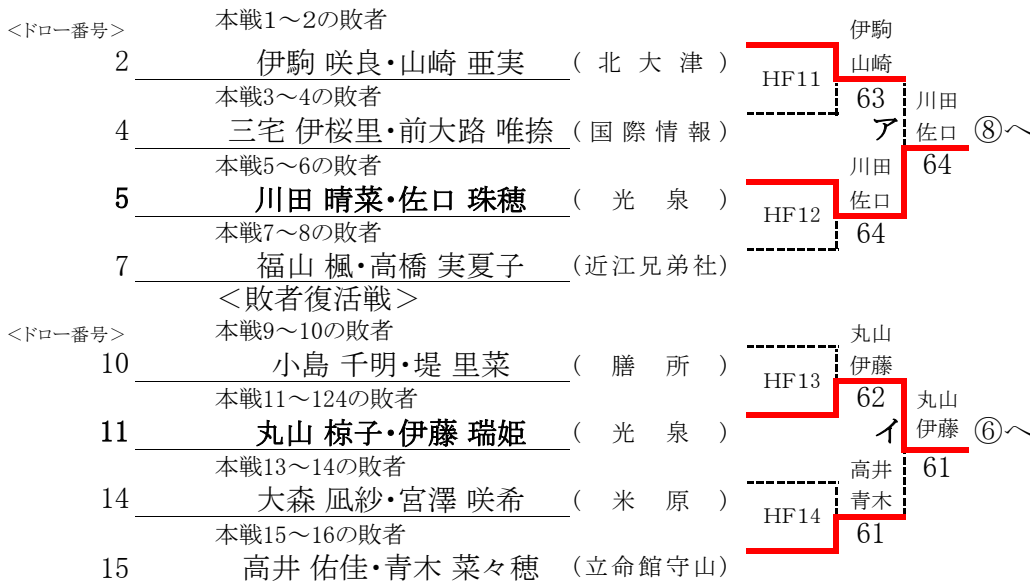 <ドロー番号> 本戦1～2の敗者
2 伊駒 咲良・山崎 亜実 (北大津) HF11 伊駒 山崎 63
本戦3～4の敗者
4 三宅 伊桜里・前大路 唯捺 (国際情報) ア 川田 佐口 64 ⑧へ
本戦5～6の敗者
5 川田 晴菜・佐口 珠穂 (光泉) HF12 川田 佐口 64
本戦7～8の敗者
7 福山 楓・高橋 実夏子 (近江兄弟社)
＜敗者復活戦＞
<ドロー番号> 本戦9～10の敗者
10 小島 千明・堤 里菜 (膳所) HF13 丸山 伊藤 62
本戦11～124の敗者
11 丸山 椋子・伊藤 瑞姫 (光泉) イ 丸山 伊藤 61 ⑥へ
本戦13～14の敗者
14 大森 凪紗・宮澤 咲希 (米原) HF14 高井 青木 61
本戦15～16の敗者
15 高井 佑佳・青木 菜々穂 (立命館守山)